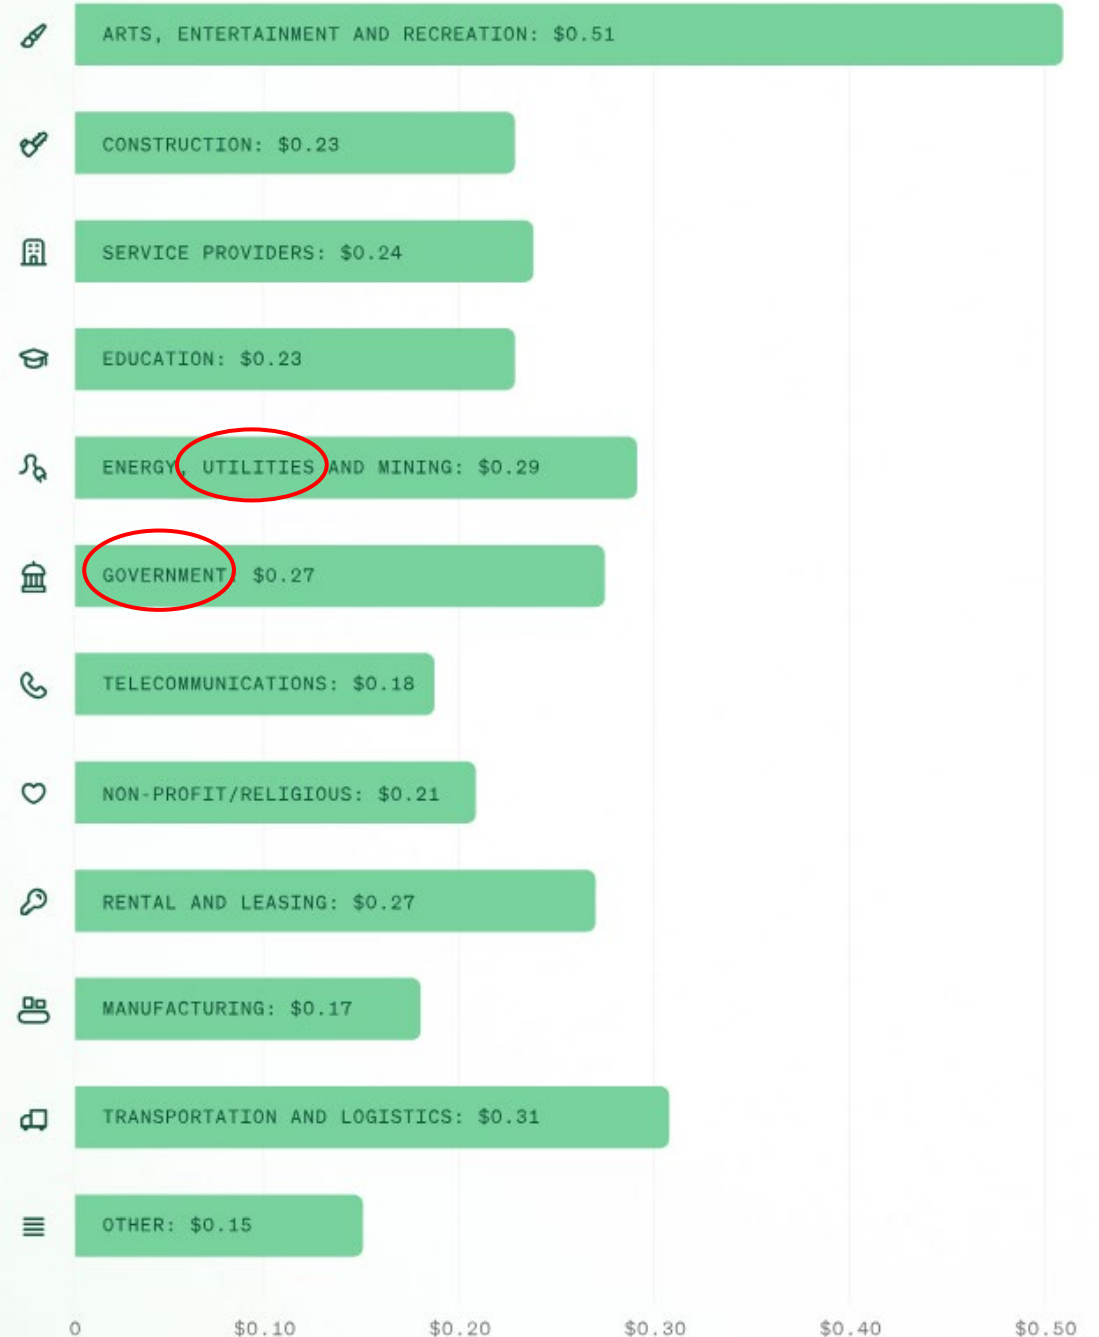 ARTS, ENTERTAINMENT AND RECREATION: $0.51
CONSTRUCTION: $0.23
SERVICE PROVIDERS: $0.24
EDUCATION: $0.23
ENERGY, UTILITIES AND MINING: $0.29
GOVERNMENT: $0.27
TELECOMMUNICATIONS: $0.18
NON-PROFIT/RELIGIOUS: $0.21
RENTAL AND LEASING: $0.27
MANUFACTURING: $0.17
TRANSPORTATION AND LOGISTICS: $0.31
OTHER: $0.15
0 $0.10 $0.20 $0.30 $0.40 $0.50